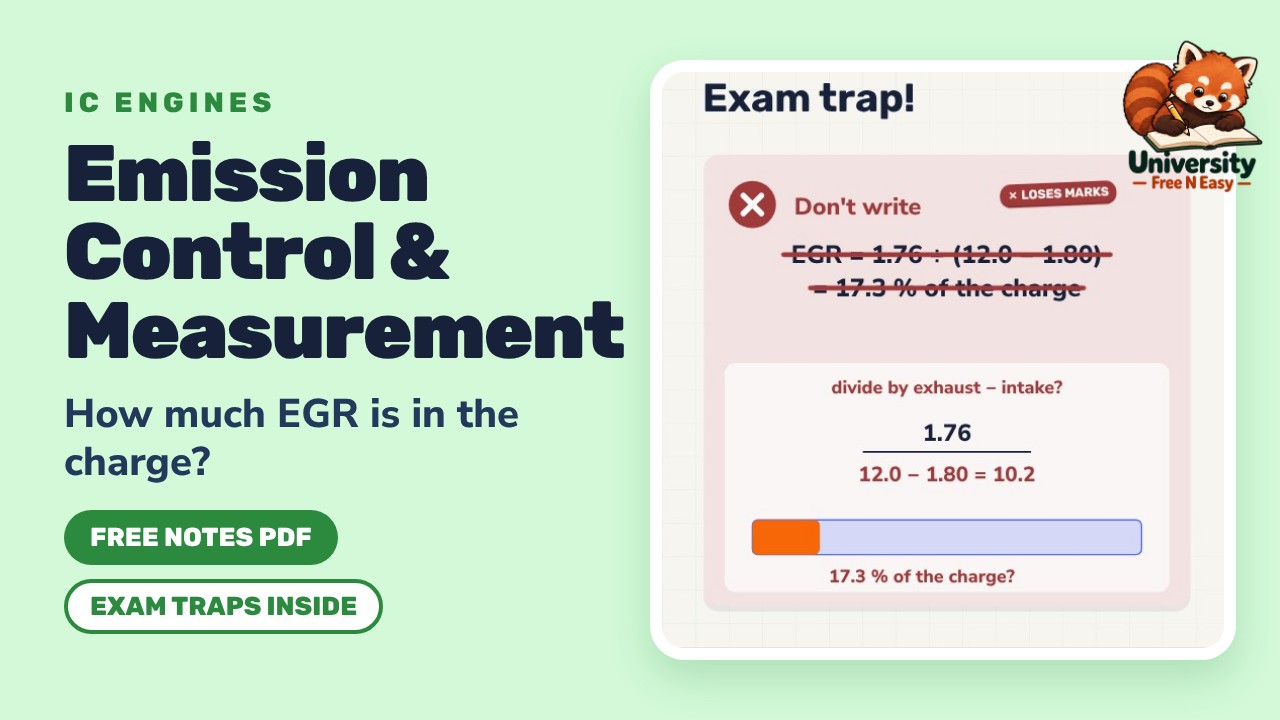 IC ENGINES
Emission
Control &
Measurement
How much EGR is in the
charge?
FREE NOTES PDF
EXAM TRAPS INSIDE
Exam trap!
Don't write
× LOSES MARKS
EGR = 1.76 ÷ (12.0 − 1.80)
= 17.3 % of the charge
divide by exhaust − intake?
1.76
12.0 − 1.80 = 10.2
17.3 % of the charge?
University
— Free N Easy —